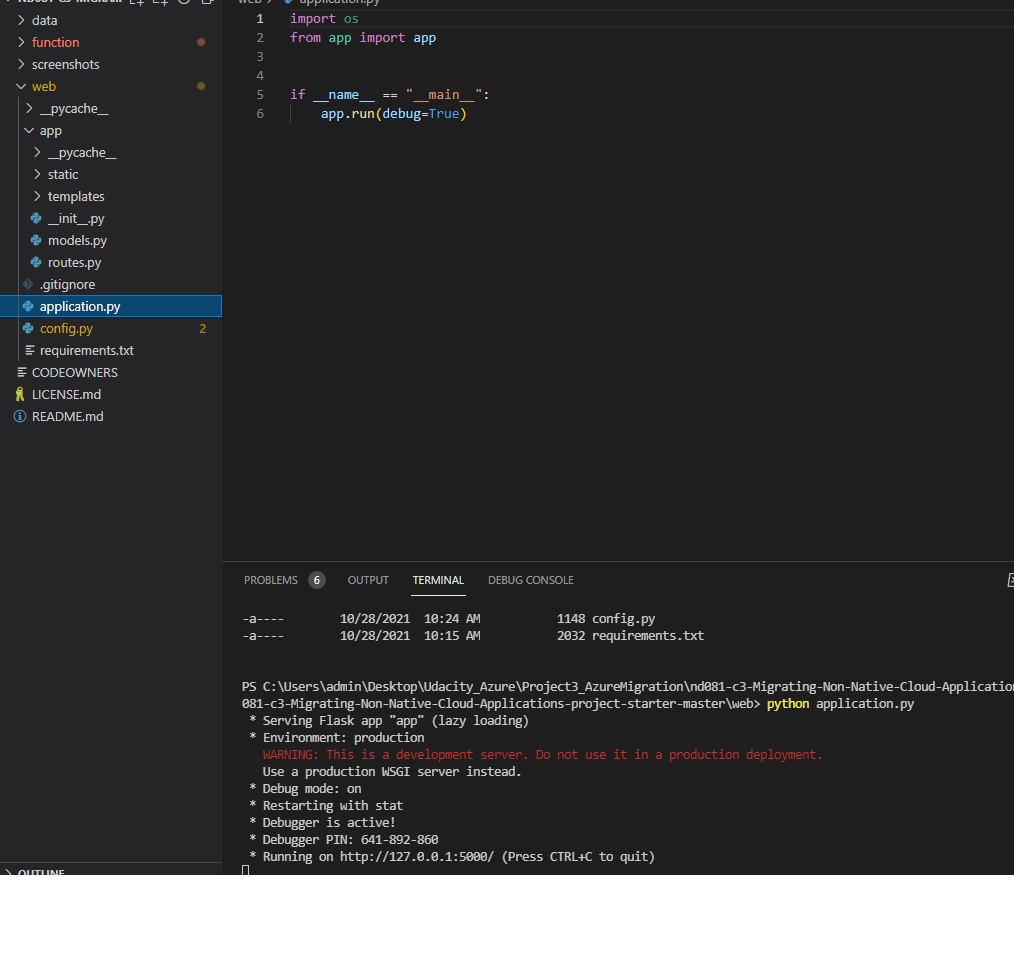 data
function
screenshots
web
__pycache__
app
__pycache__
static
templates
__init__.py
models.py
routes.py
.gitignore
application.py
config.py 2
requirements.txt
CODEOWNERS
LICENSE.md
README.md
OUTLINE
web > application.py
1 import os
2 from app import app
3
4
5 if __name__ == "__main__":
6 app.run(debug=True)
PROBLEMS 6 OUTPUT TERMINAL DEBUG CONSOLE
-a---- 10/28/2021 10:24 AM 1148 config.py
-a---- 10/28/2021 10:15 AM 2032 requirements.txt
PS C:\Users\admin\Desktop\Udacity_Azure\Project3_AzureMigration\nd081-c3-Migrating-Non-Native-Cloud-Applicatio
081-c3-Migrating-Non-Native-Cloud-Applications-project-starter-master\web> python application.py
* Serving Flask app "app" (lazy loading)
* Environment: production
WARNING: This is a development server. Do not use it in a production deployment.
Use a production WSGI server instead.
* Debug mode: on
* Restarting with stat
* Debugger is active!
* Debugger PIN: 641-892-860
* Running on http://127.0.0.1:5000/ (Press CTRL+C to quit)